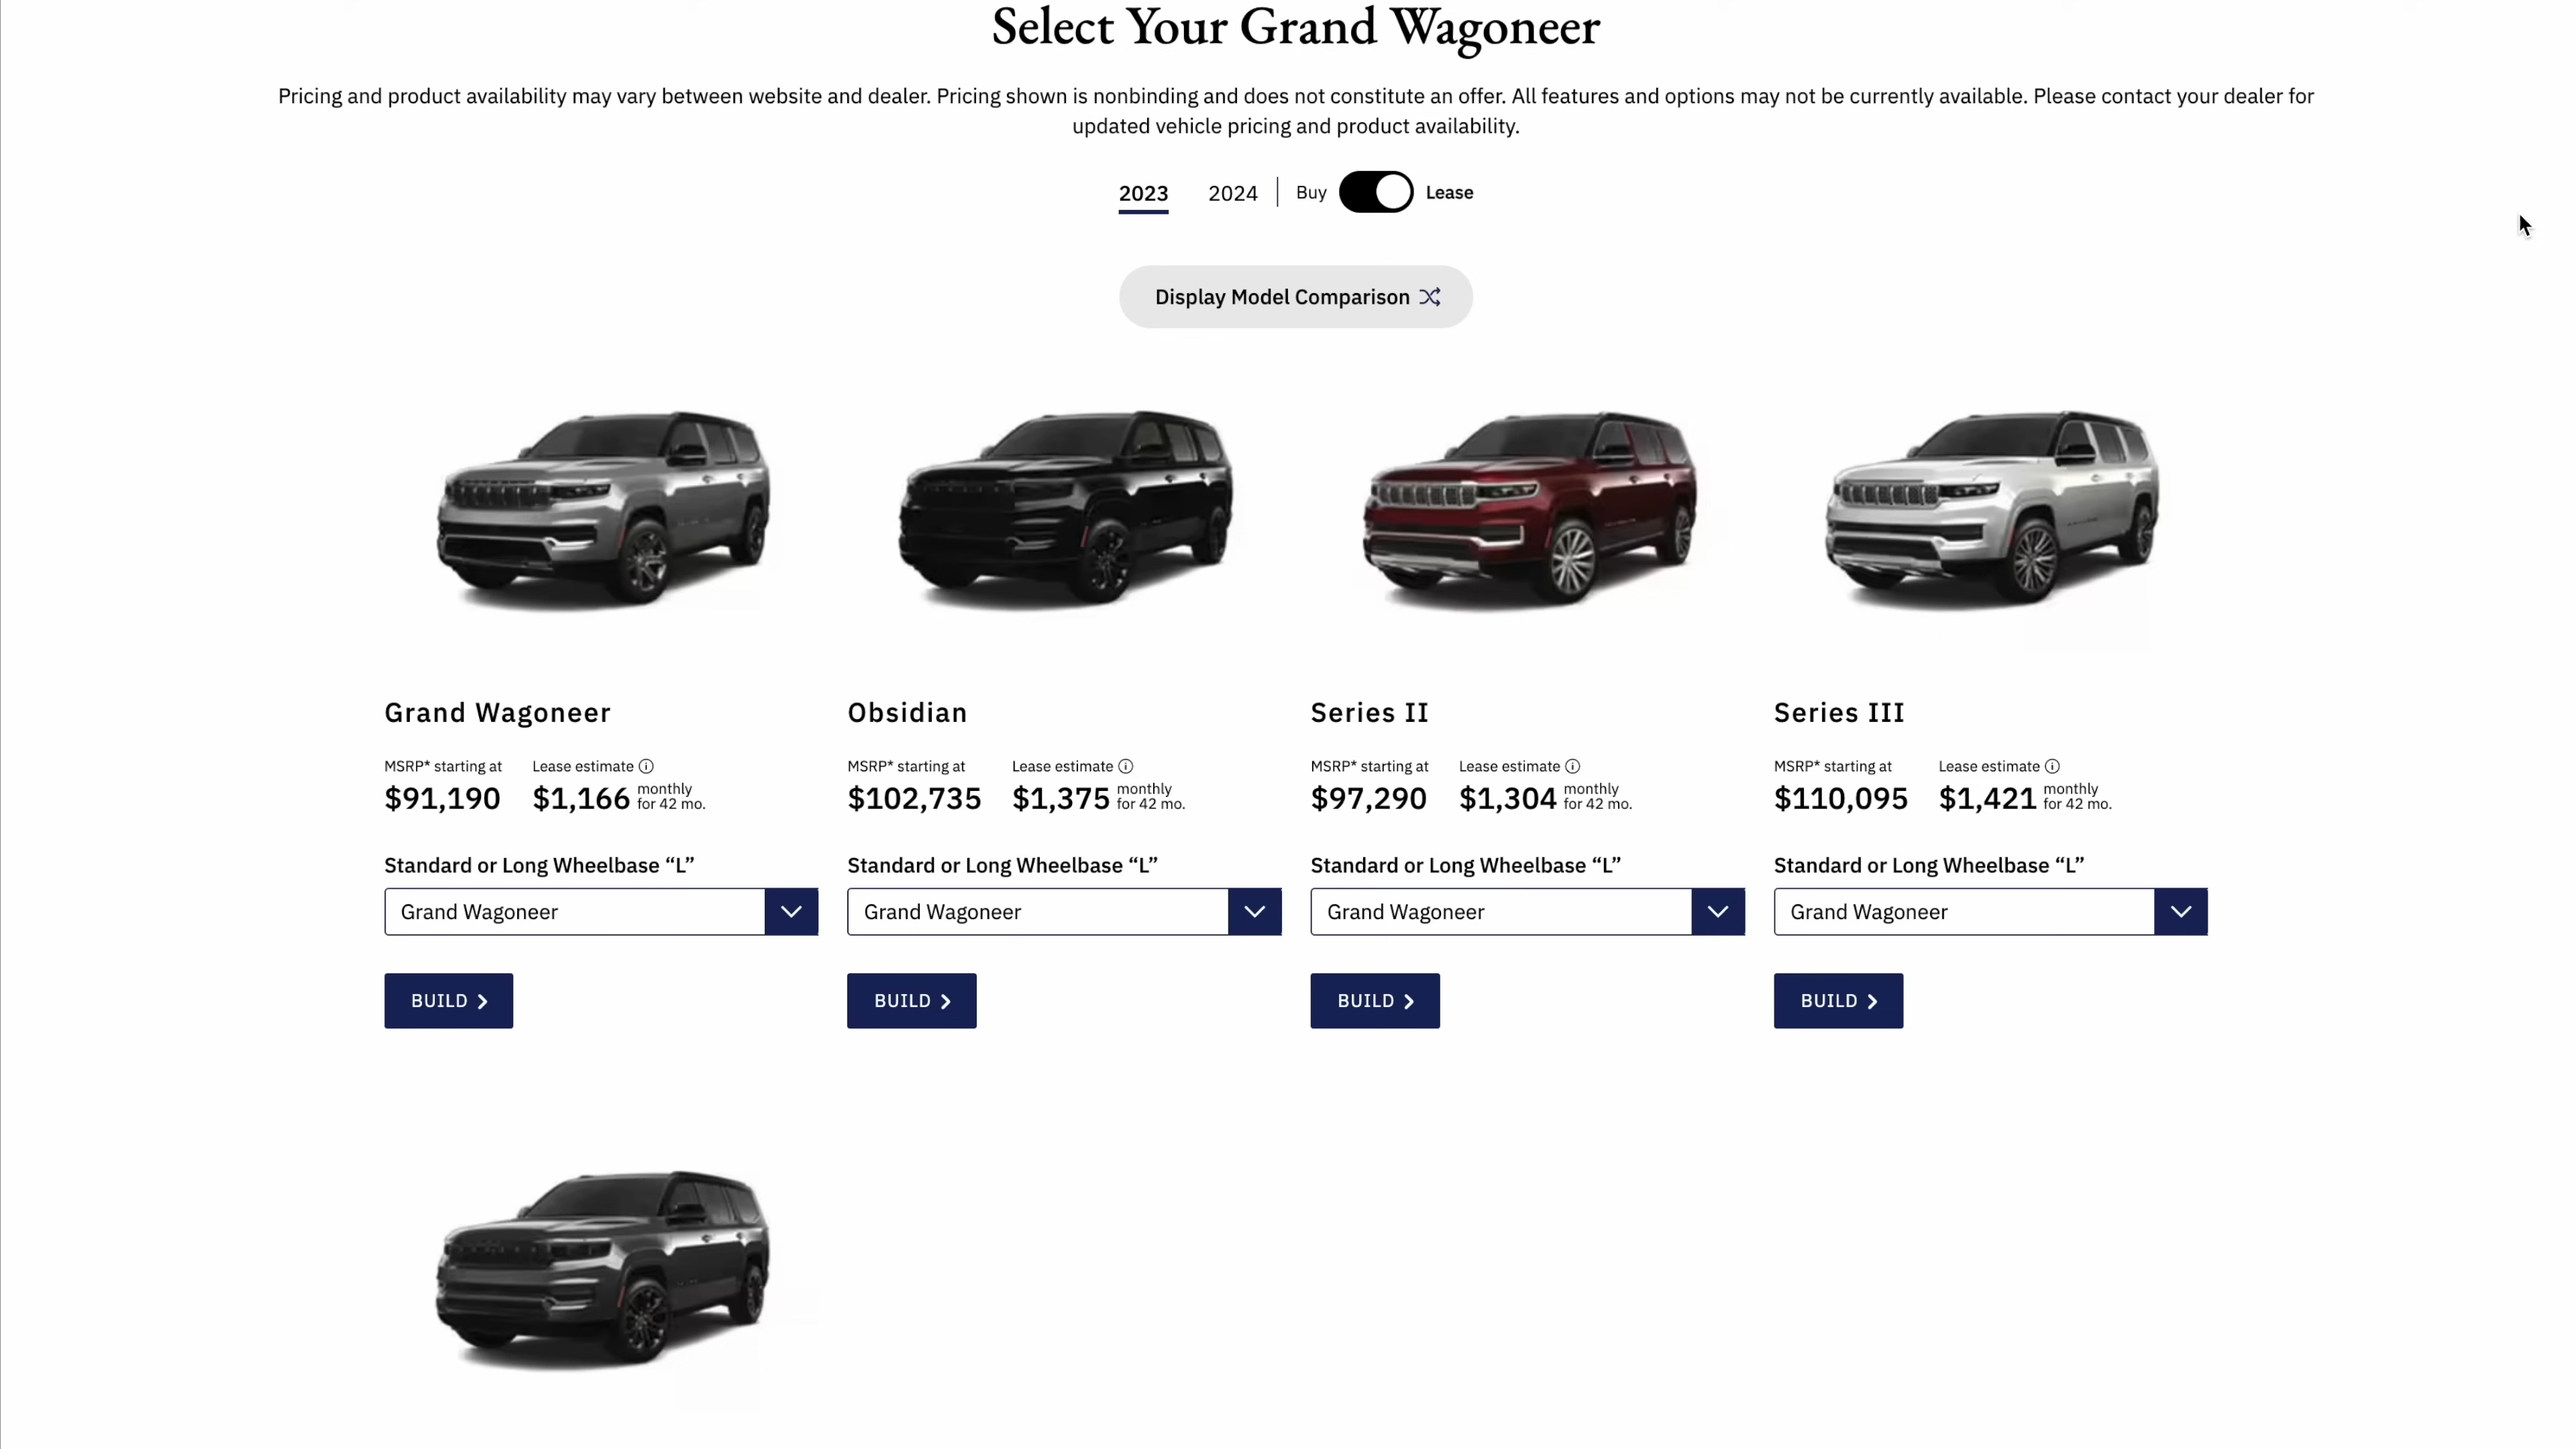 Select Your Grand Wagoneer
Pricing and product availability may vary between website and dealer. Pricing shown is nonbinding and does not constitute an offer. All features and options may not be currently available. Please contact your dealer for
updated vehicle pricing and product availability.
2023 2024 Buy Lease
Display Model Comparison
Grand Wagoneer
MSRP* starting at Lease estimate
$91,190 $1,166 monthly
for 42 mo.
Standard or Long Wheelbase “L”
Grand Wagoneer
BUILD
Obsidian
MSRP* starting at Lease estimate
$102,735 $1,375 monthly
for 42 mo.
Standard or Long Wheelbase “L”
Grand Wagoneer
BUILD
Series II
MSRP* starting at Lease estimate
$97,290 $1,304 monthly
for 42 mo.
Standard or Long Wheelbase “L”
Grand Wagoneer
BUILD
Series III
MSRP* starting at Lease estimate
$110,095 $1,421 monthly
for 42 mo.
Standard or Long Wheelbase “L”
Grand Wagoneer
BUILD